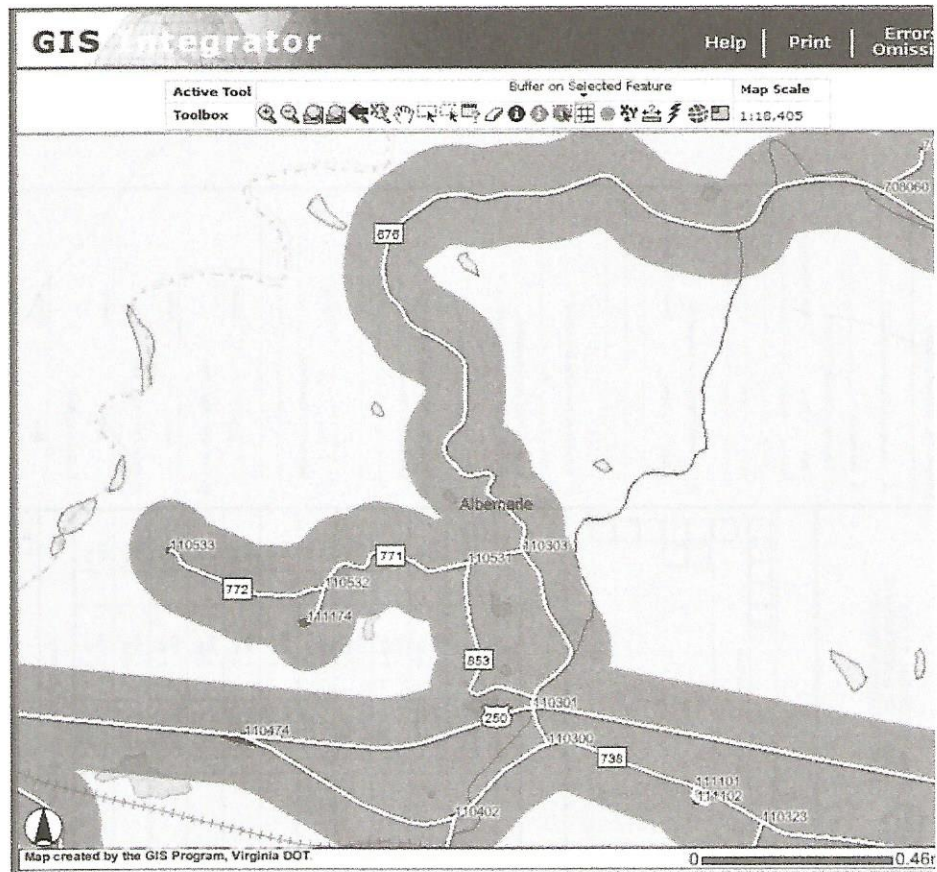 GIS Integrator
Help | Print | Errors
Omissi
Active Tool
Buffer on Selected Feature
Map Scale
Toolbox
1:18,405
708060
676
Albemarle
110533
771
110531
110303
772
110532
111174
853
250
110301
110474
110300
738
111101
111102
110402
110323
Map created by the GIS Program, Virginia DOT.
0
0.46m